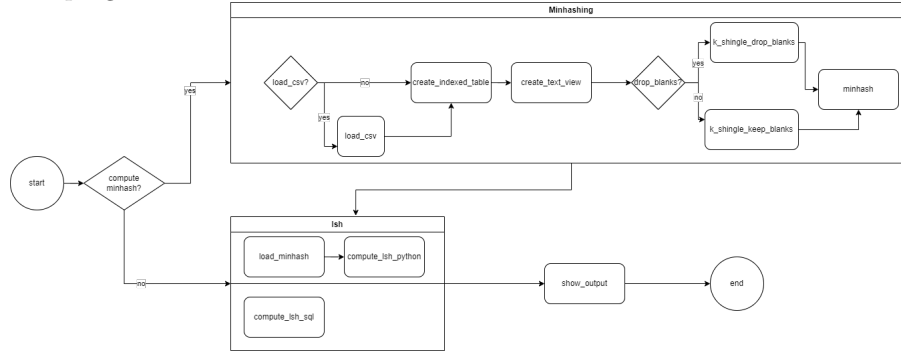 Minhashing
load_csv?
no
yes
load_csv
create_indexed_table
create_text_view
drop_blanks?
yes
no
k_shingle_drop_blanks
k_shingle_keep_blanks
minhash
start
compute
minhash?
yes
no
lsh
load_minhash
compute_lsh_python
compute_lsh_sql
show_output
end